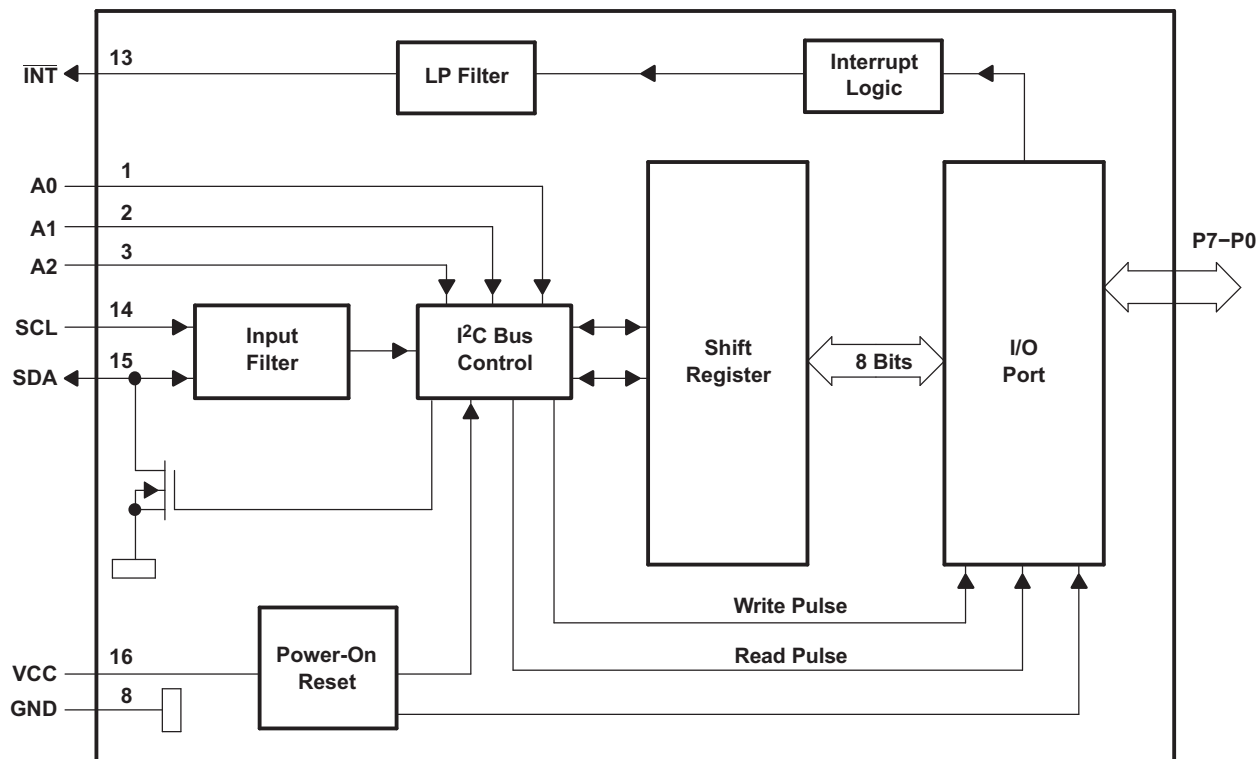 INT
13
LP Filter
Interrupt
Logic
A0
1
A1
2
A2
3
SCL
14
SDA
15
Input
Filter
I²C Bus
Control
Shift
Register
8 Bits
I/O
Port
P7−P0
Write Pulse
Read Pulse
Power-On
Reset
VCC
16
GND
8